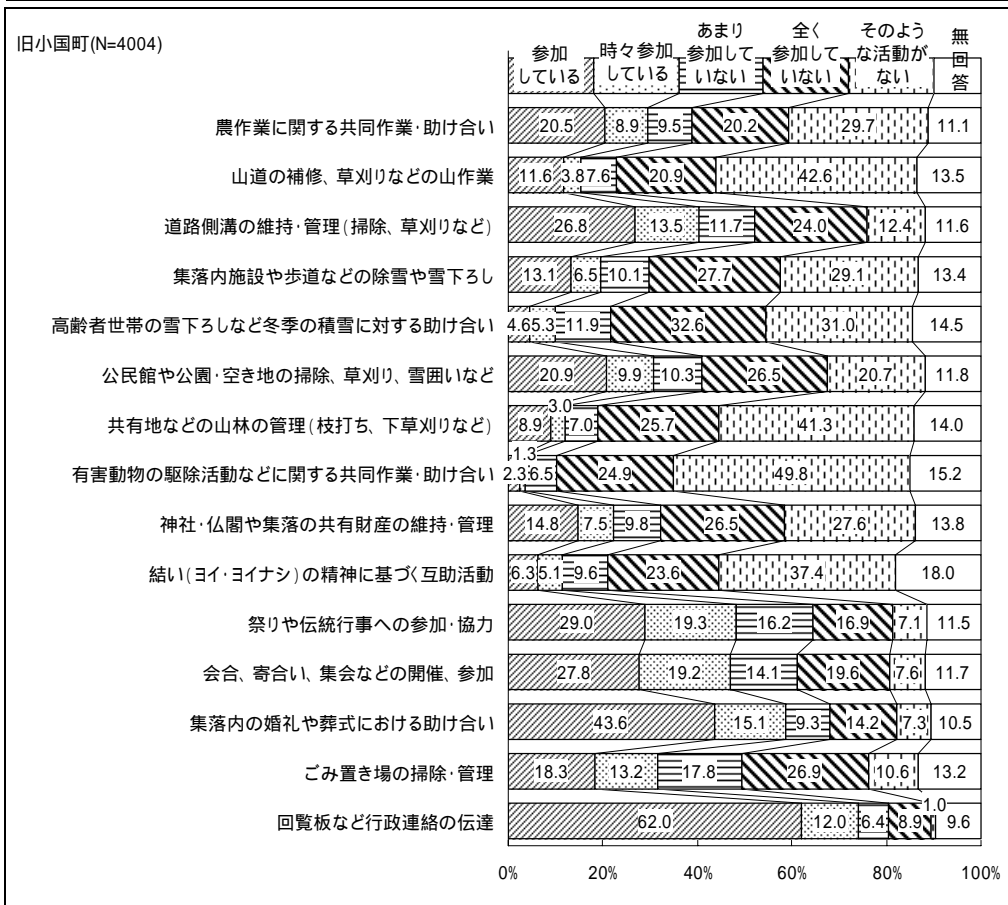 旧小国町(N=4004)
参加
している
時々参加
している
あまり
参加して
いない
全く
参加して
いない
そのよう
な活動が
ない
無
回
答
農作業に関する共同作業・助け合い 20.5 8.9 9.5 20.2 29.7 11.1
山道の補修、草刈りなどの山作業 11.6 3.8 7.6 20.9 42.6 13.5
道路側溝の維持・管理(掃除、草刈りなど) 26.8 13.5 11.7 24.0 12.4 11.6
集落内施設や歩道などの除雪や雪下ろし 13.1 6.5 10.1 27.7 29.1 13.4
高齢者世帯の雪下ろしなど冬季の積雪に対する助け合い 4.6 5.3 11.9 32.6 31.0 14.5
公民館や公園・空き地の掃除、草刈り、雪囲いなど 20.9 9.9 10.3 26.5 20.7 11.8
共有地などの山林の管理(枝打ち、下草刈りなど) 8.9 3.0 7.0 25.7 41.3 14.0
有害動物の駆除活動などに関する共同作業・助け合い 2.3 1.3 6.5 24.9 49.8 15.2
神社・仏閣や集落の共有財産の維持・管理 14.8 7.5 9.8 26.5 27.6 13.8
結い(ヨイ・ヨイナシ)の精神に基づく互助活動 6.3 5.1 9.6 23.6 37.4 18.0
祭りや伝統行事への参加・協力 29.0 19.3 16.2 16.9 7.1 11.5
会合、寄合い、集会などの開催、参加 27.8 19.2 14.1 19.6 7.6 11.7
集落内の婚礼や葬式における助け合い 43.6 15.1 9.3 14.2 7.3 10.5
ごみ置き場の掃除・管理 18.3 13.2 17.8 26.9 10.6 13.2
回覧板など行政連絡の伝達 62.0 12.0 6.4 8.9 1.0 9.6
0% 20% 40% 60% 80% 100%